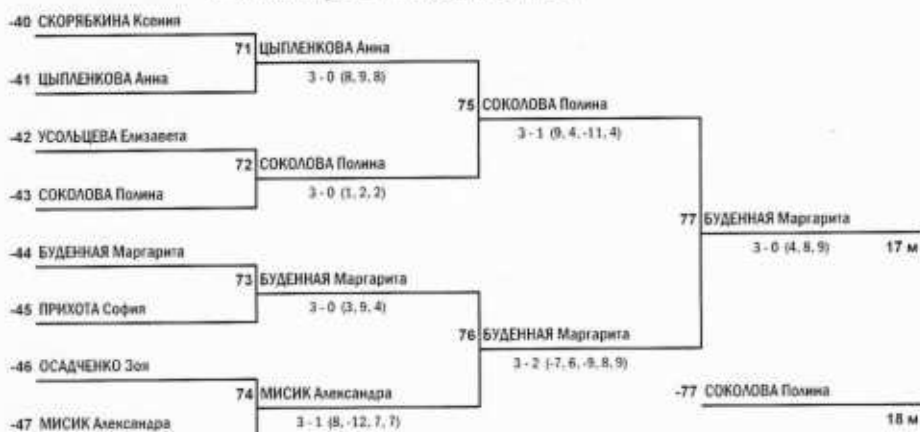 -40 СКОРЯБКИНА Ксения
71 ЦЫПЛЕНКОВА Анна
3 - 0 (8, 9, 8)
-41 ЦЫПЛЕНКОВА Анна
75 СОКОЛОВА Полина
3 - 1 (9, 4, -11, 4)
-42 УСОЛЬЦЕВА Елизавета
72 СОКОЛОВА Полина
3 - 0 (1, 2, 2)
-43 СОКОЛОВА Полина
77 БУДЕННАЯ Маргарита
3 - 0 (4, 8, 9) 17 м
-44 БУДЕННАЯ Маргарита
73 БУДЕННАЯ Маргарита
3 - 0 (3, 9, 4)
-45 ПРИХОТА София
76 БУДЕННАЯ Маргарита
3 - 2 (-7, 6, -9, 8, 9)
-46 ОСАДЧЕНКО Зоя
74 МИСИК Александра
3 - 1 (8, -12, 7, 7)
-47 МИСИК Александра
-77 СОКОЛОВА Полина
18 м